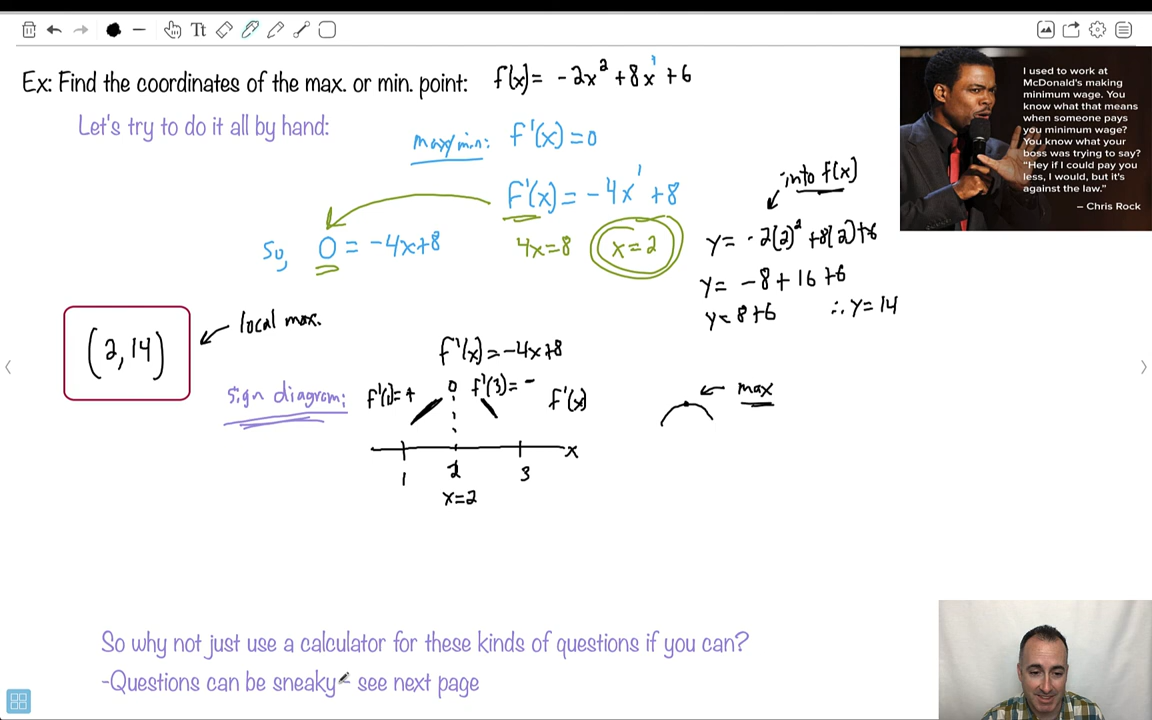 Tt
Ex: Find the coordinates of the max. or min. point: f(x) = -2x² +8x¹ +6
Let's try to do it all by hand:
max/min: f'(x) = 0
f'(x) = -4x¹ +8
So, 0 = -4x+8
4x=8 x=2
into f(x)
y= -2(2)² +8(2)+6
y= -8+16+6
y= 8+6 ∴ y=14
(2,14)
local max.
f'(x)=-4x+8
Sign diagram: f'(1)=+ 0 f'(3)= - f'(x)
x
1 2 3
x=2
max
I used to work at
McDonald's making
minimum wage. You
know what that means
when someone pays
you minimum wage?
You know what your
boss was trying to say?
"Hey if I could pay you
less, I would, but it's
against the law."
– Chris Rock
So why not just use a calculator for these kinds of questions if you can?
-Questions can be sneaky - see next page